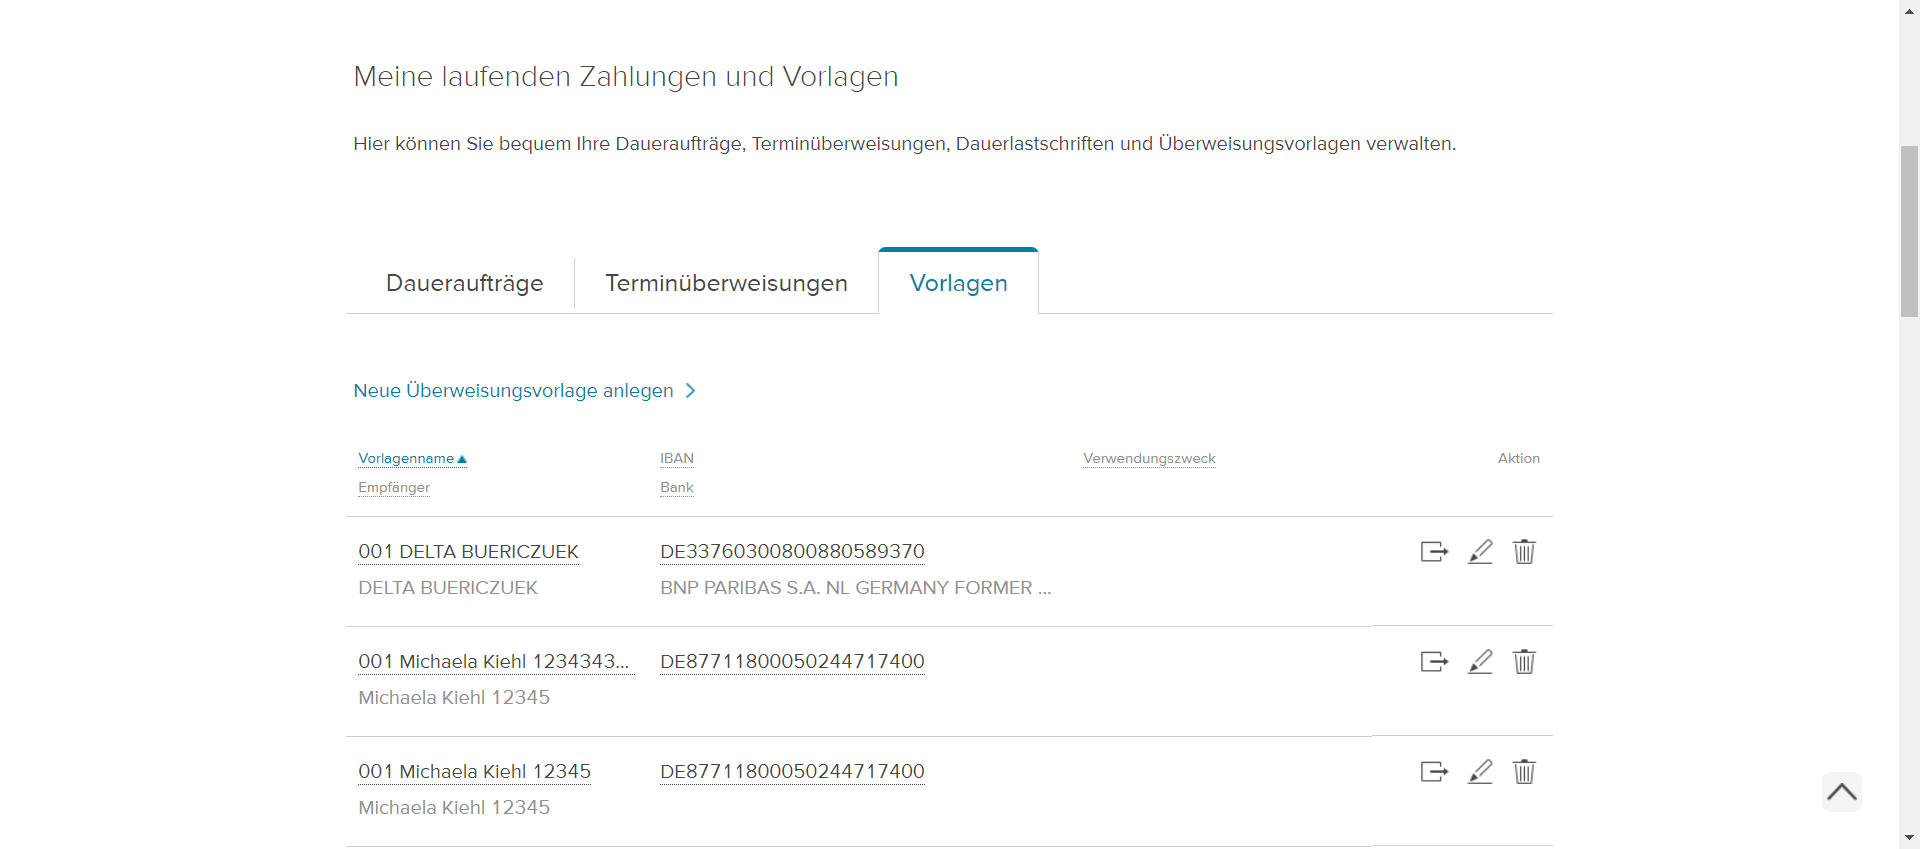 Meine laufenden Zahlungen und Vorlagen
Hier können Sie bequem Ihre Daueraufträge, Terminüberweisungen, Dauerlastschriften und Überweisungsvorlagen verwalten.
Daueraufträge Terminüberweisungen Vorlagen
Neue Überweisungsvorlage anlegen
Vorlagenname IBAN Verwendungszweck Aktion
Empfänger Bank
001 DELTA BUERICZUEK DE33760300800880589370
DELTA BUERICZUEK BNP PARIBAS S.A. NL GERMANY FORMER ...
001 Michaela Kiehl 1234343... DE87711800050244717400
Michaela Kiehl 12345
001 Michaela Kiehl 12345 DE87711800050244717400
Michaela Kiehl 12345